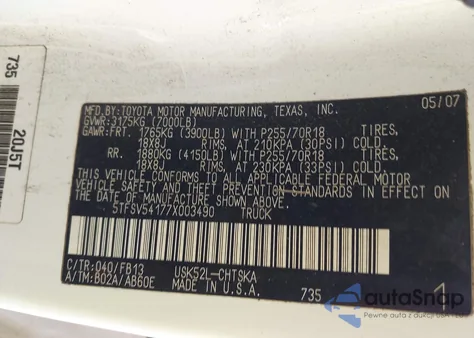 735
20J5T
MFD.BY:TOYOTA MOTOR MANUFACTURING, TEXAS, INC. 05/07
GVWR:3175KG (7000LB)
GAWR:FRT. 1765KG (3900LB) WITH P255/70R18 TIRES,
18X8J RIMS, AT 210KPA (30PSI) COLD.
RR. 1880KG (4150LB) WITH P255/70R18 TIRES,
18X8J RIMS, AT 230KPA (33PSI) COLD.
THIS VEHICLE CONFORMS TO ALL APPLICABLE FEDERAL MOTOR
VEHICLE SAFETY AND THEFT PREVENTION STANDARDS IN EFFECT ON
THE DATE OF MANUFACTURE SHOWN ABOVE.
5TFSV54177X003490 TRUCK
C/TR:040/FB13 USK52L-CHTSKA
A/TM:B02A/AB60E MADE IN U.S.A. 735 1
autoSnap